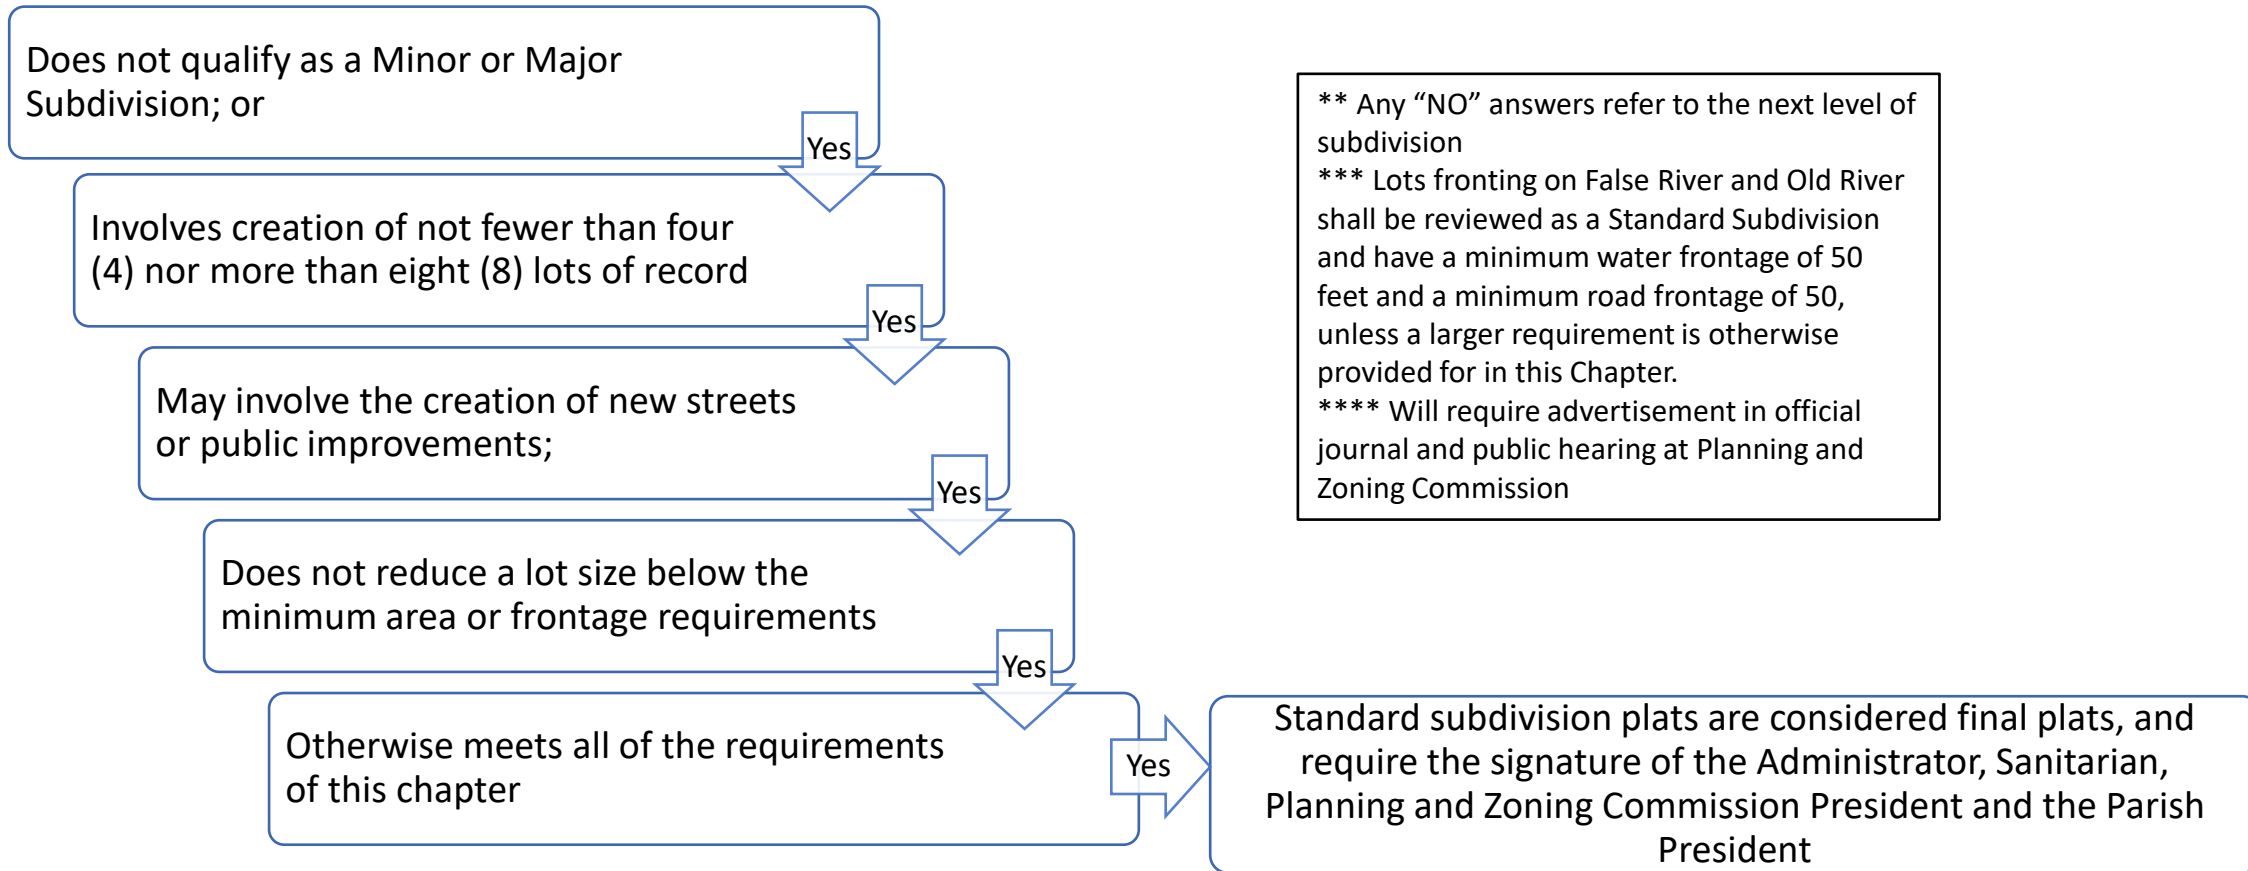 Does not qualify as a Minor or Major
Subdivision; or
Yes
Involves creation of not fewer than four
(4) nor more than eight (8) lots of record
Yes
May involve the creation of new streets
or public improvements;
Yes
Does not reduce a lot size below the
minimum area or frontage requirements
Yes
Otherwise meets all of the requirements
of this chapter
Yes
Standard subdivision plats are considered final plats, and
require the signature of the Administrator, Sanitarian,
Planning and Zoning Commission President and the Parish
President
** Any “NO” answers refer to the next level of
subdivision
*** Lots fronting on False River and Old River
shall be reviewed as a Standard Subdivision
and have a minimum water frontage of 50
feet and a minimum road frontage of 50,
unless a larger requirement is otherwise
provided for in this Chapter.
**** Will require advertisement in official
journal and public hearing at Planning and
Zoning Commission